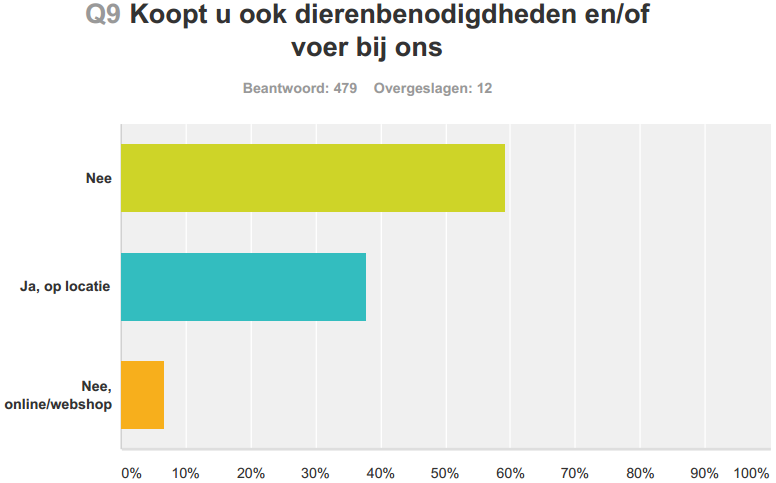 Q9 Koopt u ook dierenbenodigdheden en/of
voer bij ons
Beantwoord: 479 Overgeslagen: 12
Nee
Ja, op locatie
Nee,
online/webshop
0% 10% 20% 30% 40% 50% 60% 70% 80% 90% 100%